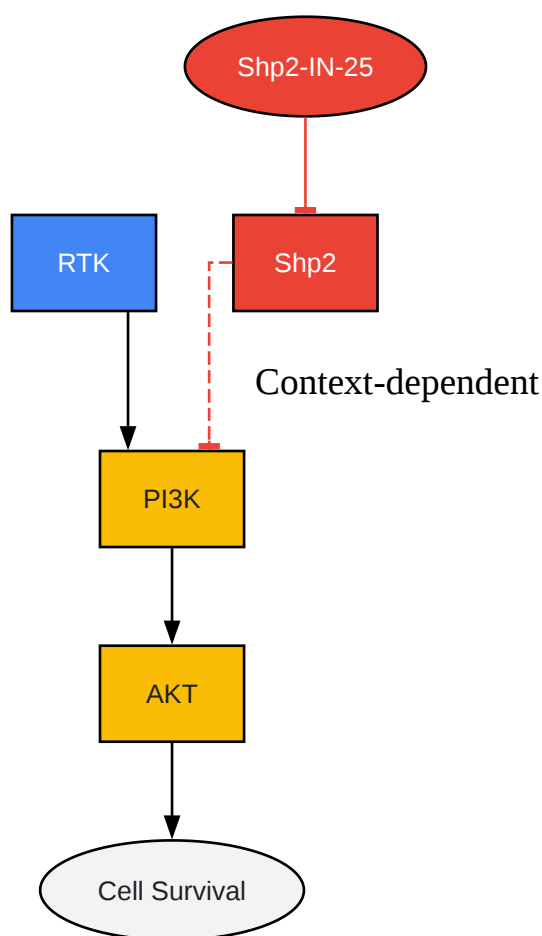 Shp2-IN-25
RTK
Shp2
Context-dependent
PI3K
AKT
Cell Survival